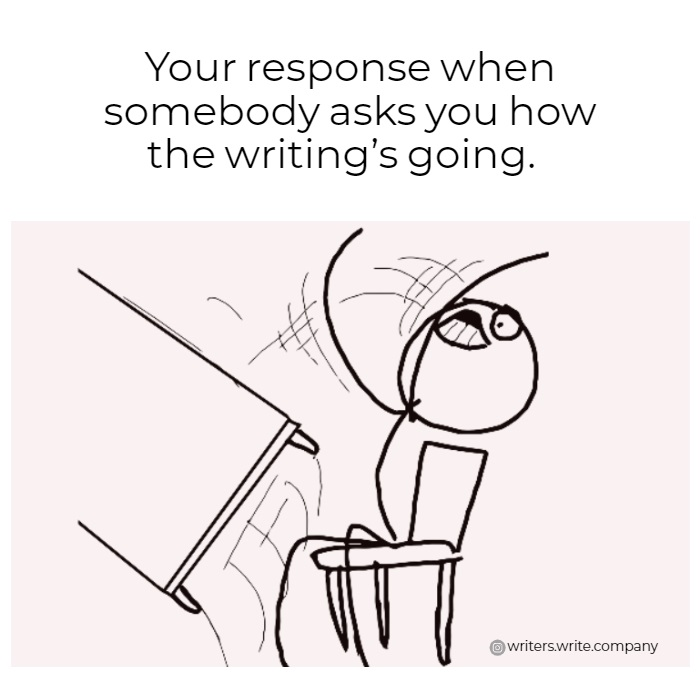 Your response when
somebody asks you how
the writing’s going.
writers.write.company